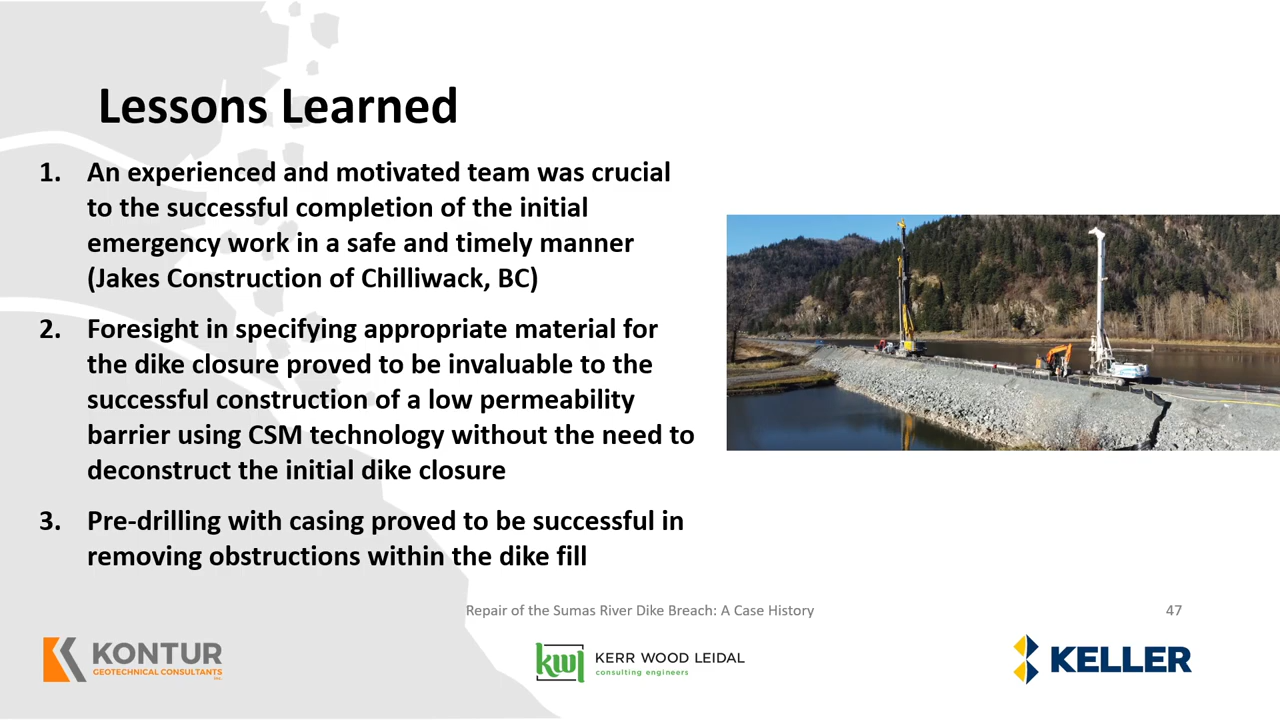 Lessons Learned
1. An experienced and motivated team was crucial
to the successful completion of the initial
emergency work in a safe and timely manner
(Jakes Construction of Chilliwack, BC)
2. Foresight in specifying appropriate material for
the dike closure proved to be invaluable to the
successful construction of a low permeability
barrier using CSM technology without the need to
deconstruct the initial dike closure
3. Pre-drilling with casing proved to be successful in
removing obstructions within the dike fill
Repair of the Sumas River Dike Breach: A Case History
47
KONTUR
GEOTECHNICAL CONSULTANTS
INC.
kwl
KERR WOOD LEIDAL
consulting engineers
KELLER